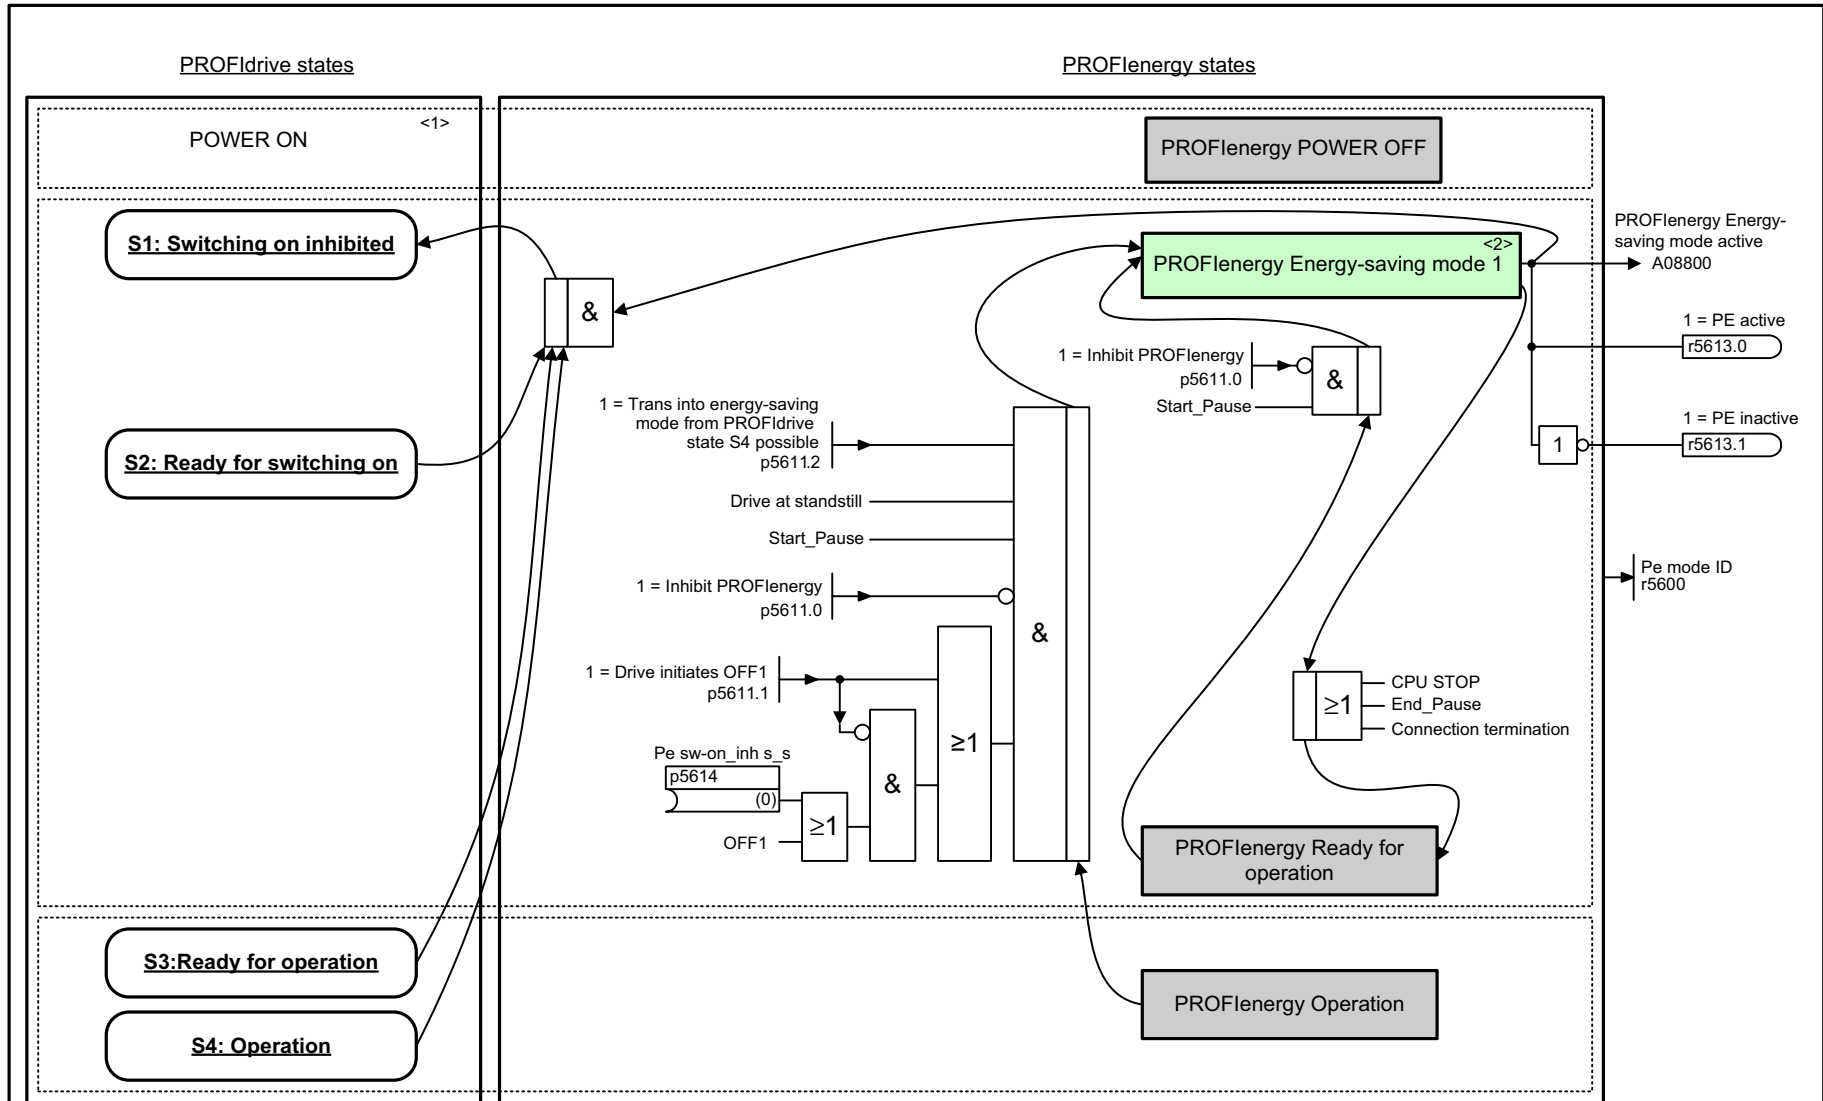 PROFIdrive states
PROFIenergy states
POWER ON
<1>
PROFIenergy POWER OFF
S1: Switching on inhibited
&
<2>
PROFIenergy Energy-saving mode 1
PROFIenergy Energy-
saving mode active
A08800
1 = PE active
r5613.0
1 = PE inactive
r5613.1
1
1 = Inhibit PROFIenergy
p5611.0
Start_Pause
&
S2: Ready for switching on
1 = Trans into energy-saving
mode from PROFIdrive
state S4 possible
p5611.2
Drive at standstill
Start_Pause
1 = Inhibit PROFIenergy
p5611.0
&
Pe mode ID
r5600
1 = Drive initiates OFF1
p5611.1
Pe sw-on_inh s_s
p5614
(0)
OFF1
≥1
&
≥1
≥1
CPU STOP
End_Pause
Connection termination
PROFIenergy Ready for
operation
S3:Ready for operation
S4: Operation
PROFIenergy Operation